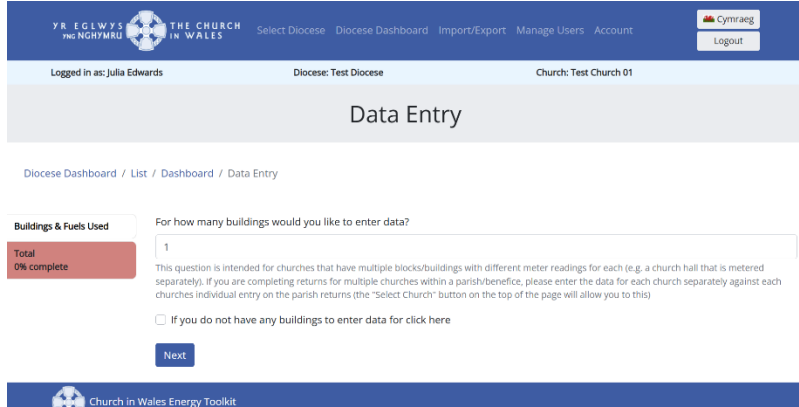 YR EGLWYS
YNG NGHYMRU
THE CHURCH
IN WALES
Select Diocese Diocese Dashboard Import/Export Manage Users Account
Cymraeg
Logout
Logged in as: Julia Edwards Diocese: Test Diocese Church: Test Church 01
Data Entry
Diocese Dashboard / List / Dashboard / Data Entry
Buildings & Fuels Used
Total
0% complete
For how many buildings would you like to enter data?
1
This question is intended for churches that have multiple blocks/buildings with different meter readings for each (e.g. a church hall that is metered
separately). If you are completing returns for multiple churches within a parish/benefice, please enter the data for each church separately against each
churches individual entry on the parish returns (the "Select Church" button on the top of the page will allow you to this)
If you do not have any buildings to enter data for click here
Next
Church in Wales Energy Toolkit